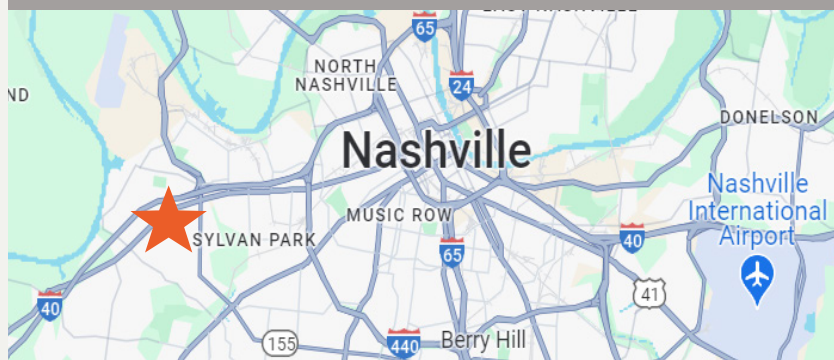 65
NORTH
NASHVILLE
24
ND
DONELSON
Nashville
Nashville
International
Airport
MUSIC ROW
SYLVAN PARK
40
65
41
40
155
440
Berry Hill